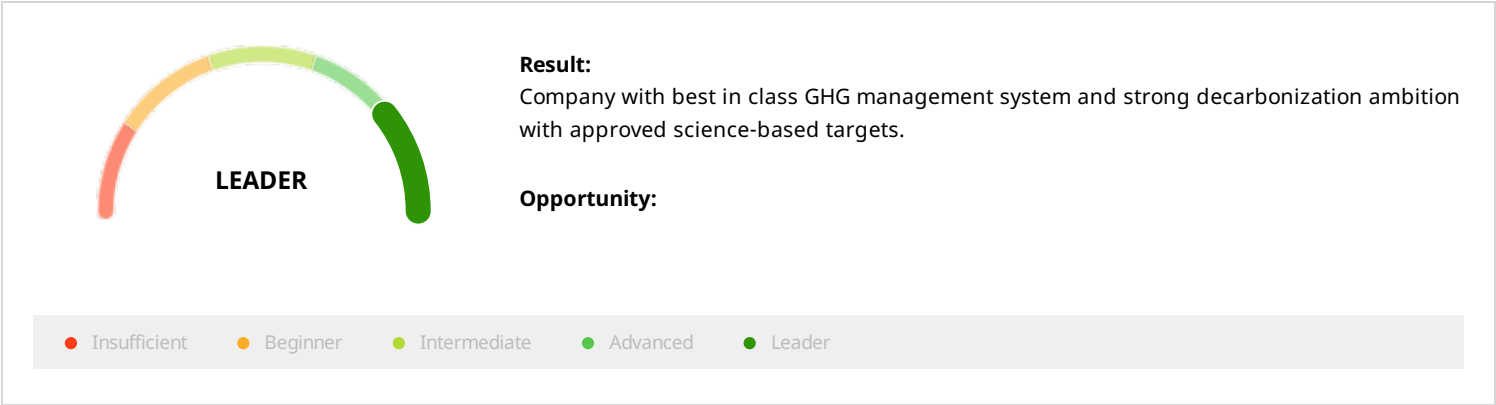 LEADER
Result:
Company with best in class GHG management system and strong decarbonization ambition
with approved science-based targets.
Opportunity:
Insufficient Beginner Intermediate Advanced Leader